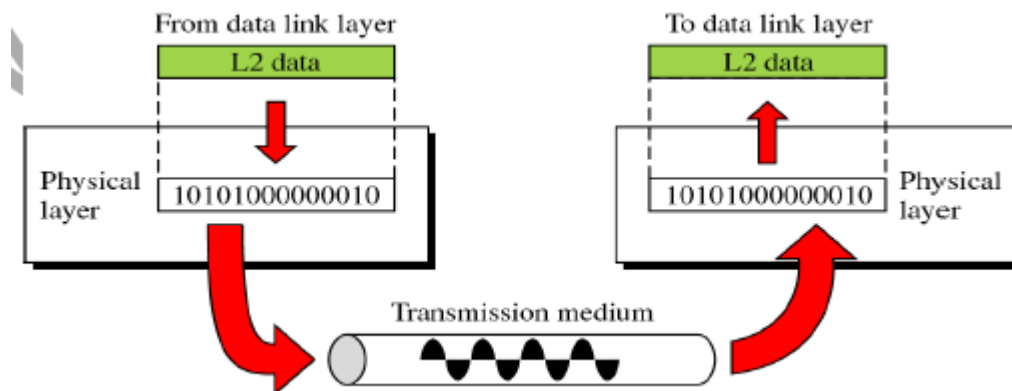 From data link layer
L2 data
Physical
layer
10101000000010
To data link layer
L2 data
10101000000010
Physical
layer
Transmission medium